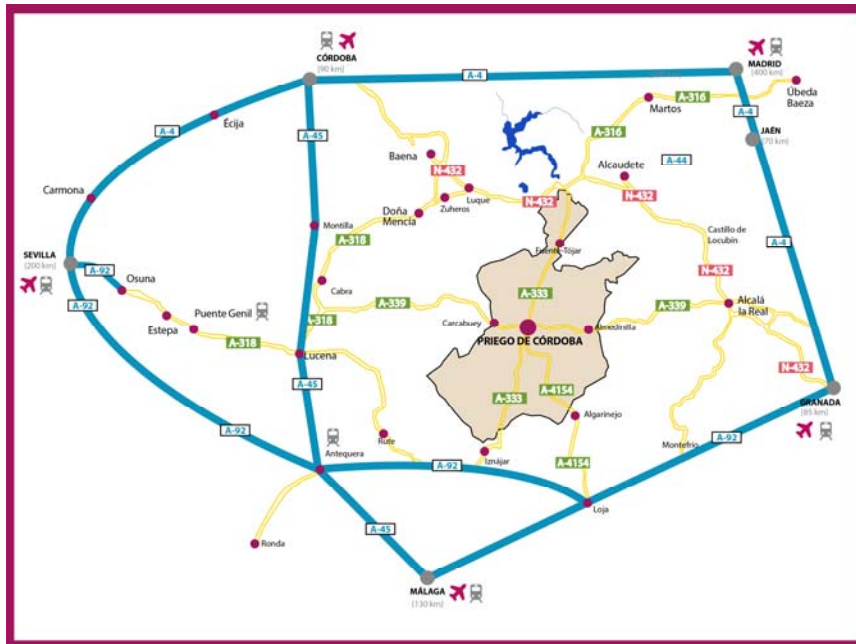 CÓRDOBA
(90 km)
MADRID
(400 km)
A-4
A-316
Úbeda
Baeza
Martos
A-4
Écija
A-45
A-4
A-316
JAÉN
(70 km)
Baena
Alcaudete
A-44
N-432
Luque
N-432
N-432
Carmona
Zuheros
Doña
Mencía
Montilla
A-318
Castillo de
Locubín
Fuente-Tójar
A-4
SEVILLA
(200 km)
A-92
Osuna
N-432
Cabra
A-333
A-92
Puente Genil
A-339
A-339
Alcalá
la Real
Estepa
A-318
Carcabuey
Almedinilla
A-318
PRIEGO DE CÓRDOBA
Lucena
N-432
A-45
A-333
A-4154
GRANADA
(85 km)
Algarinejo
A-92
Rute
A-92
Montefrío
Antequera
Iznájar
A-92
A-4154
Loja
A-45
Ronda
MÁLAGA
(130 km)